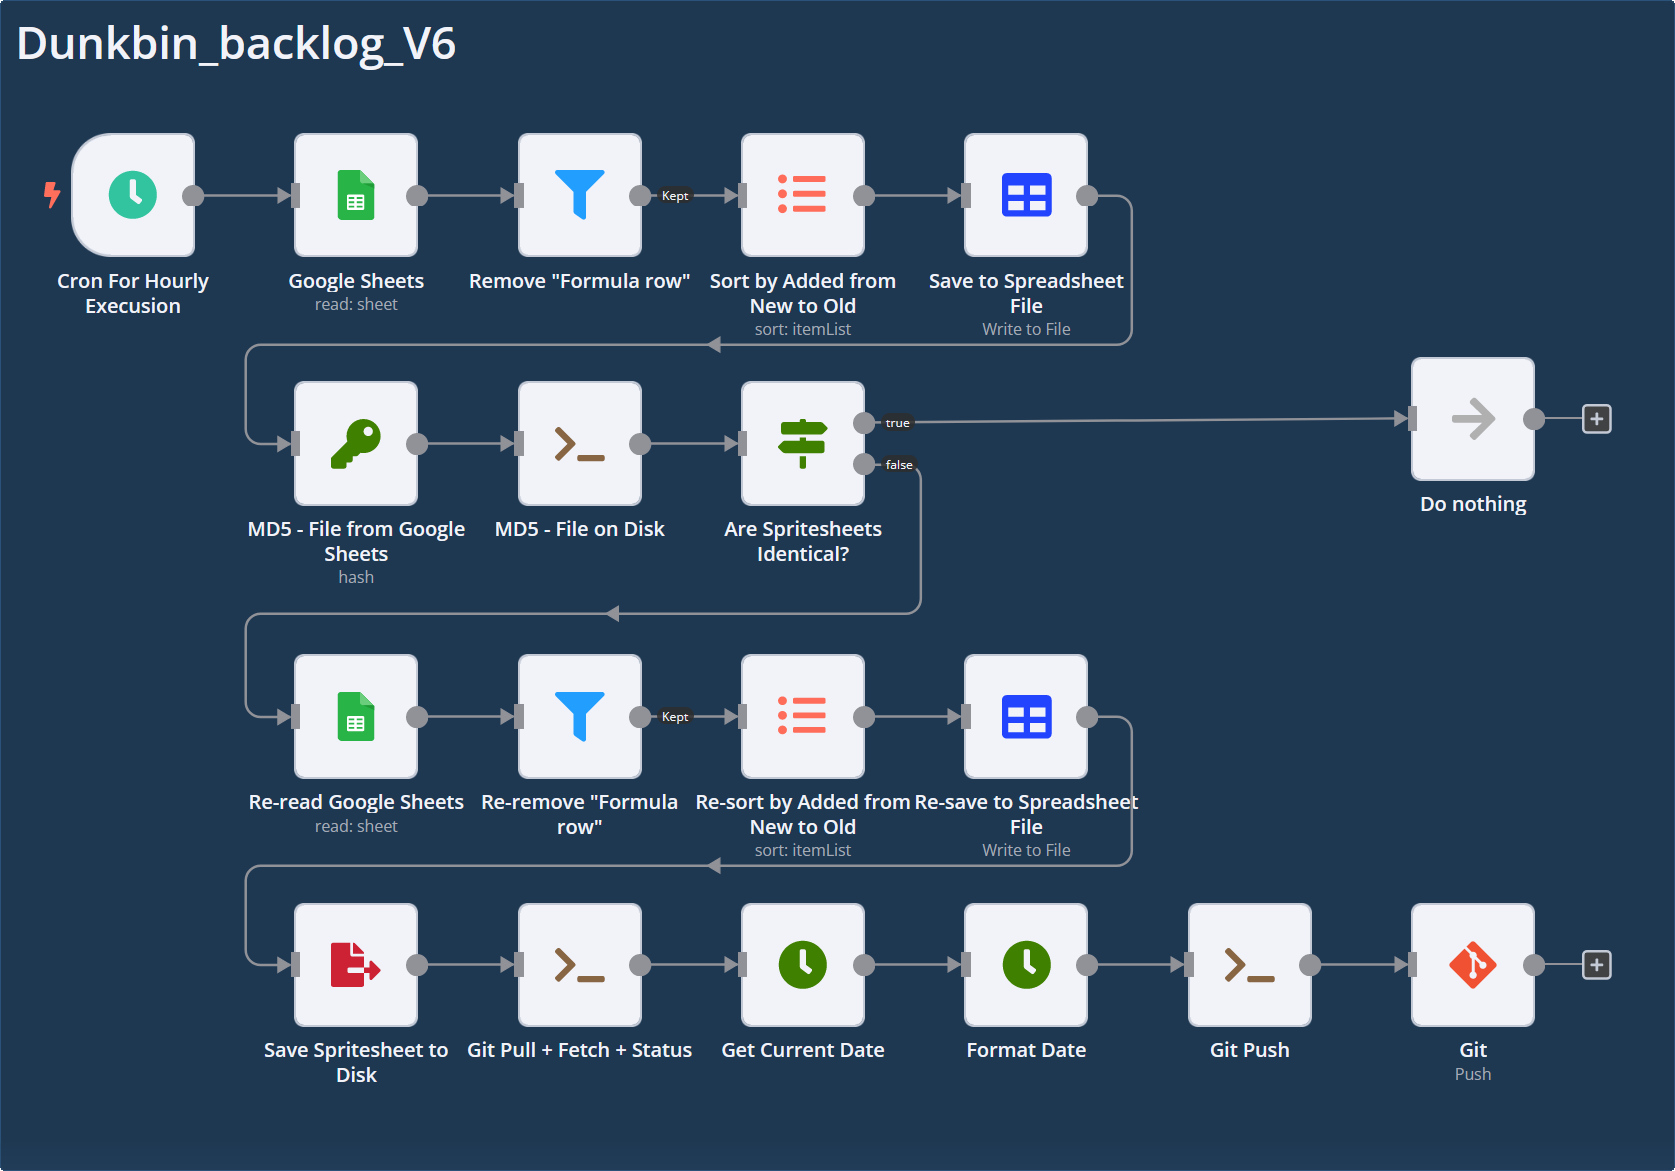 Dunkbin_backlog_V6
Kept
Cron For Hourly
Execusion
Google Sheets
read: sheet
Remove "Formula row"
Sort by Added from
New to Old
sort: itemList
Save to Spreadsheet
File
Write to File
true
false
MD5 - File from Google
Sheets
hash
MD5 - File on Disk
Are Spritesheets
Identical?
Do nothing
Kept
Re-read Google Sheets
read: sheet
Re-remove "Formula
row"
Re-sort by Added from
New to Old
sort: itemList
Re-save to Spreadsheet
File
Write to File
Save Spritesheet to
Disk
Git Pull + Fetch + Status
Get Current Date
Format Date
Git Push
Git
Push